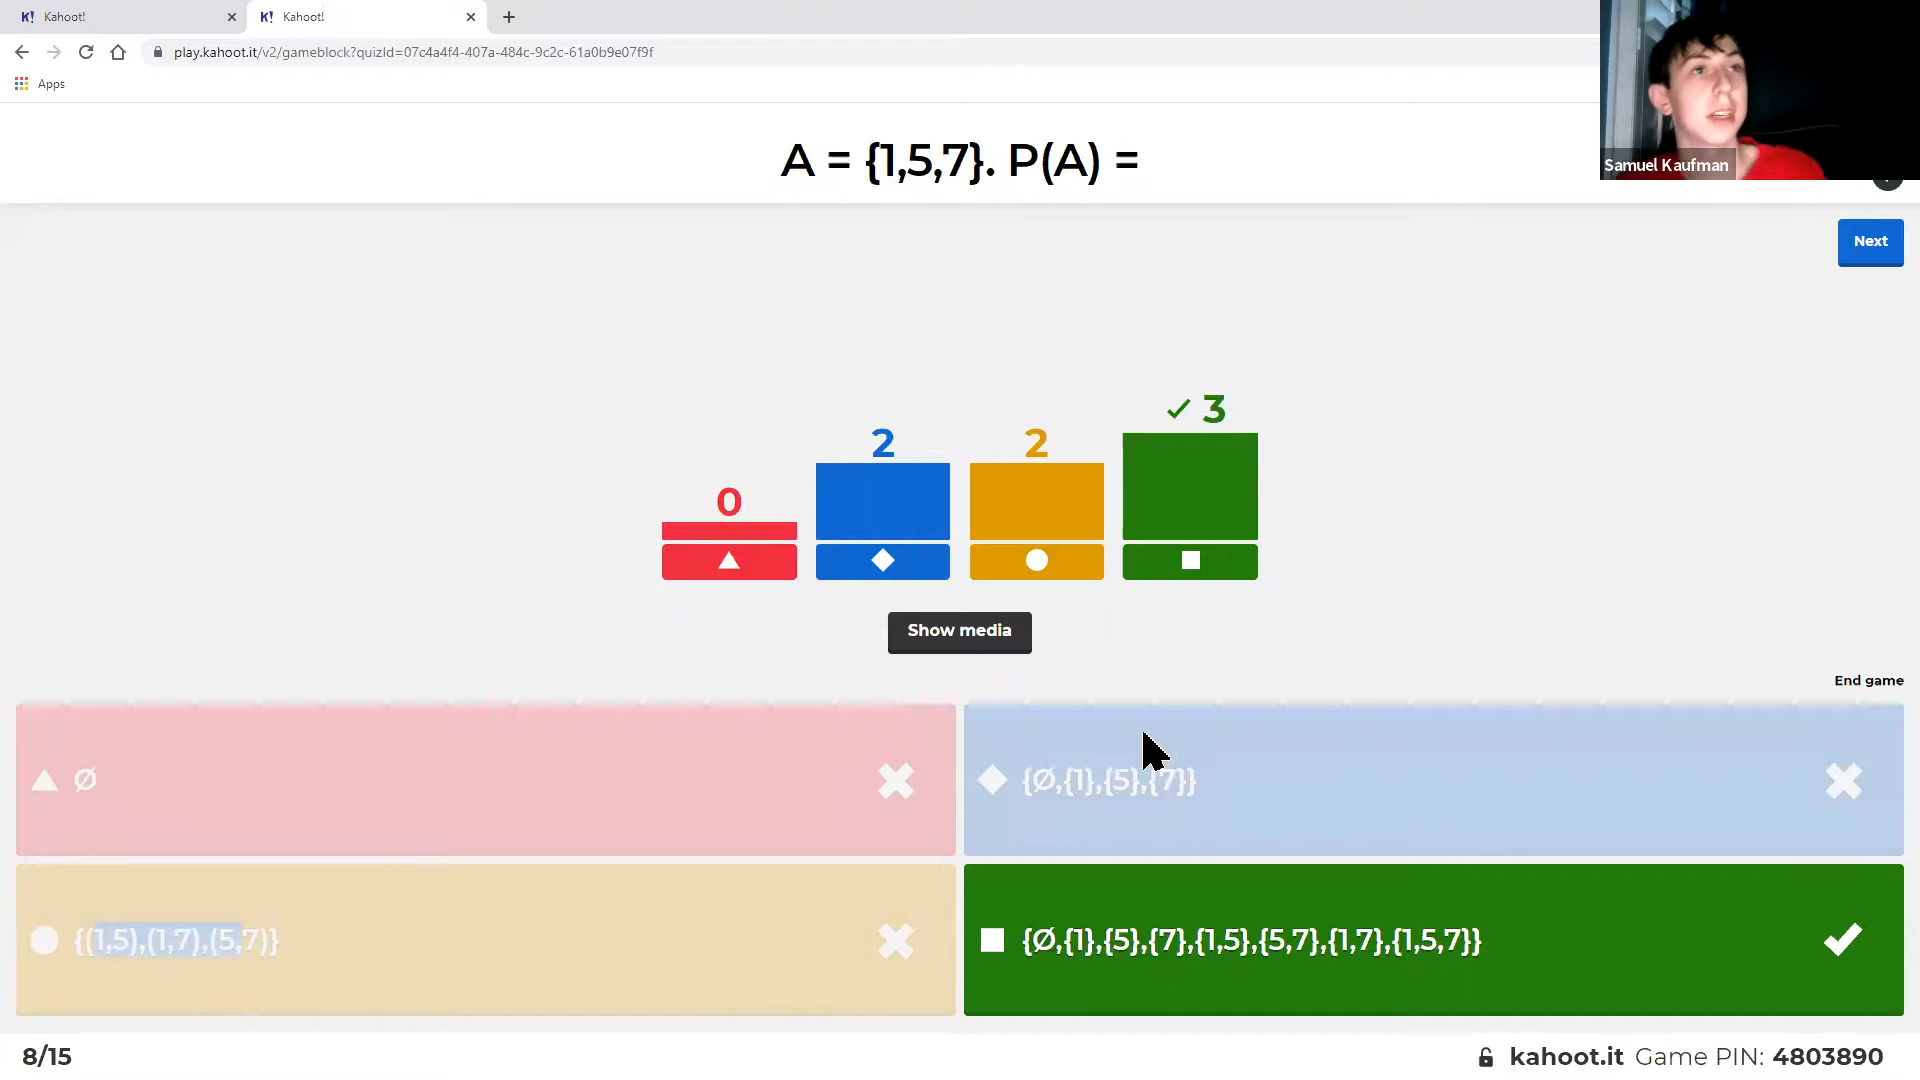 K! Kahoot!
K! Kahoot!
play.kahoot.it/v2/gameblock?quizId=07c4a4f4-407a-484c-9c2c-61a0b9e07f9f
Apps
A = {1,5,7}. P(A) =
Samuel Kaufman
Next
0
2
2
3
Show media
End game
Ø
{Ø,{1},{5},{7}}
{(1,5),(1,7),(5,7)}
{Ø,{1},{5},{7},{1,5},{5,7},{1,7},{1,5,7}}
8/15
kahoot.it Game PIN: 4803890